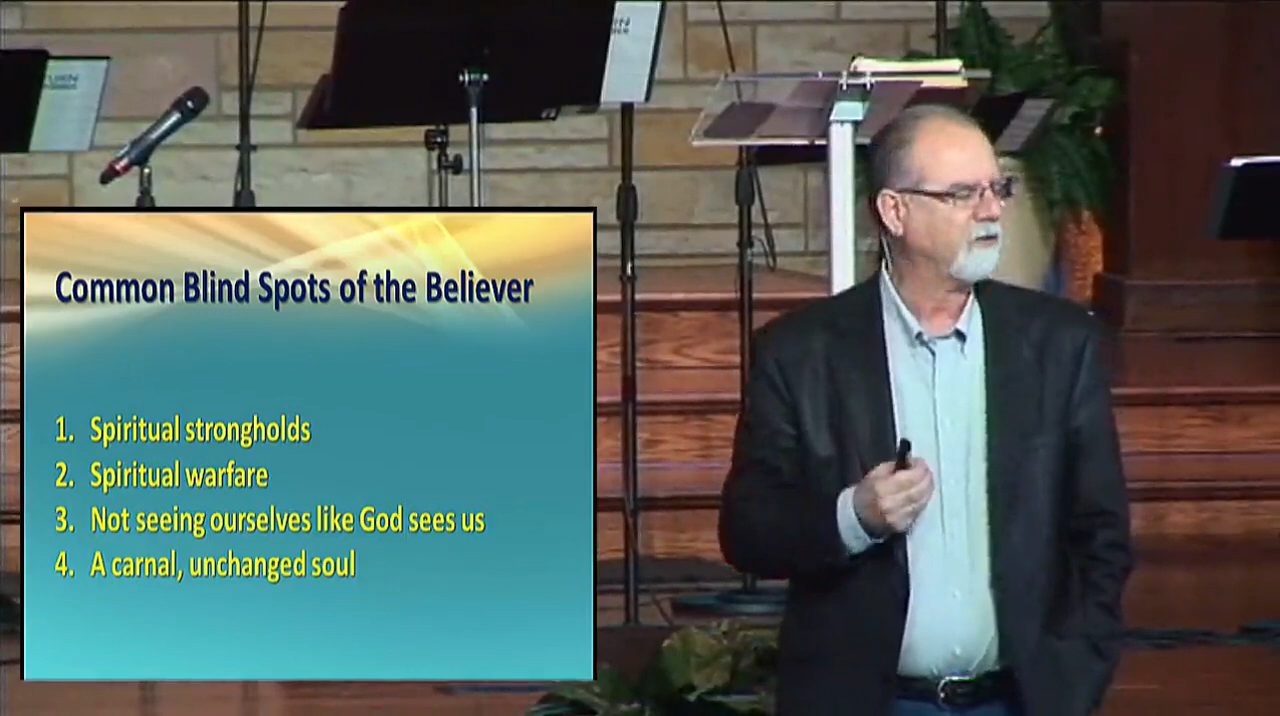 Common Blind Spots of the Believer
1. Spiritual strongholds
2. Spiritual warfare
3. Not seeing ourselves like God sees us
4. A carnal, unchanged soul